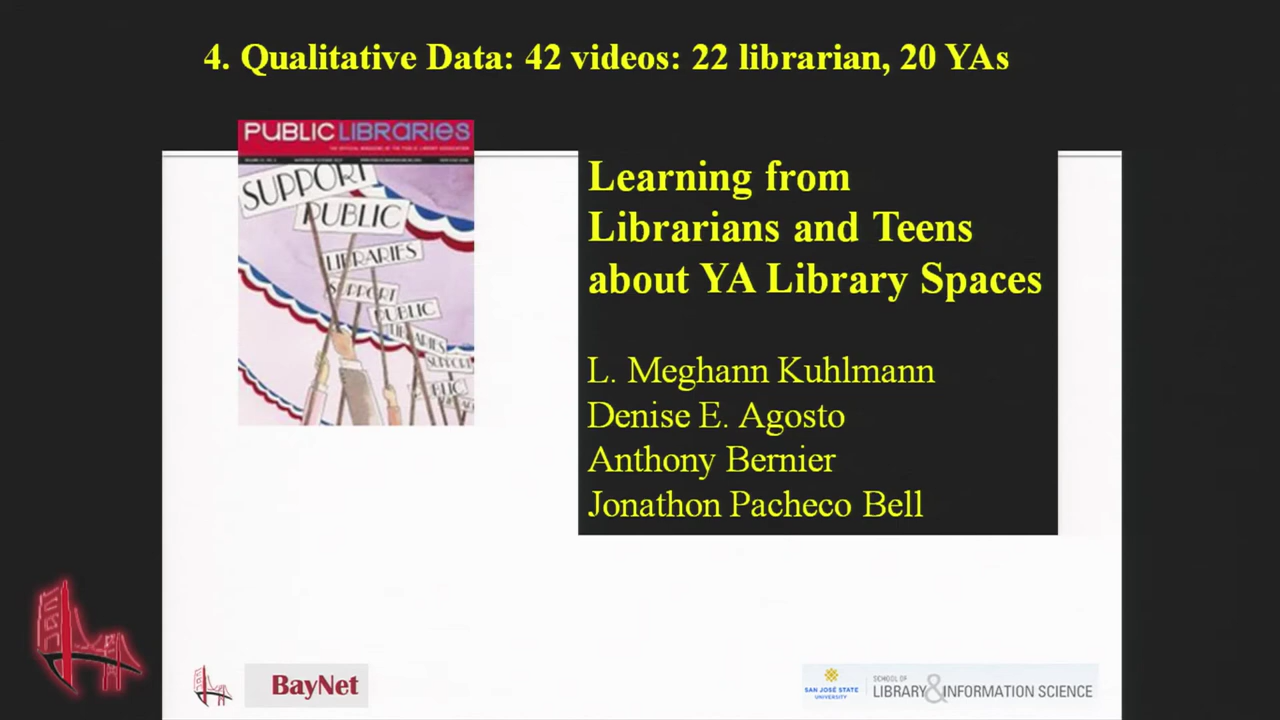 4. Qualitative Data: 42 videos: 22 librarian, 20 YAs
PUBLIC LIBRARIES
SUPPORT
PUBLIC
LIBRARIES
SUPPORT
PUBLIC
LIBRARIES
SUPPORT
Learning from
Librarians and Teens
about YA Library Spaces
L. Meghann Kuhlmann
Denise E. Agosto
Anthony Bernier
Jonathon Pacheco Bell
BayNet
SAN JOSÉ STATE
UNIVERSITY
SCHOOL OF
LIBRARY & INFORMATION SCIENCE